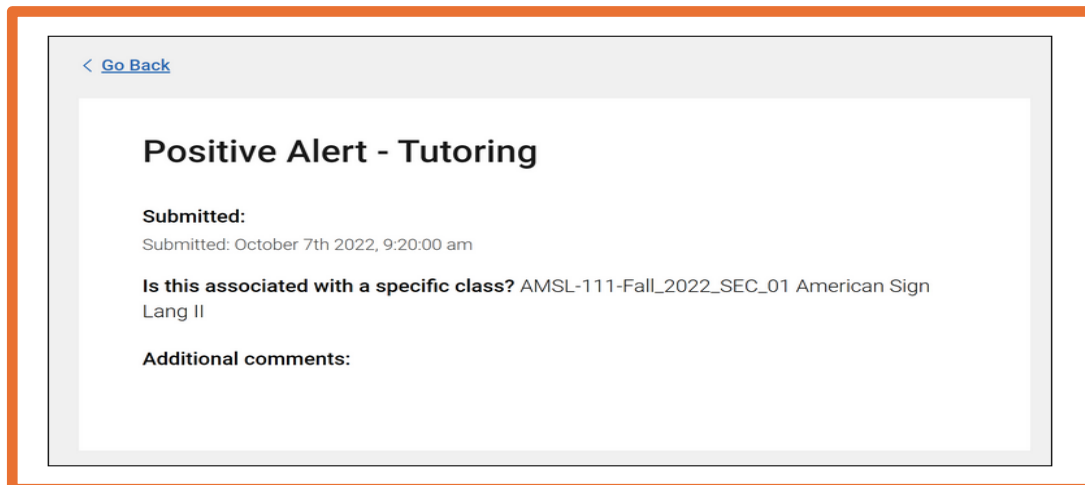 < Go Back
Positive Alert - Tutoring
Submitted:
Submitted: October 7th 2022, 9:20:00 am
Is this associated with a specific class? AMSL-111-Fall_2022_SEC_01 American Sign
Lang II
Additional comments: